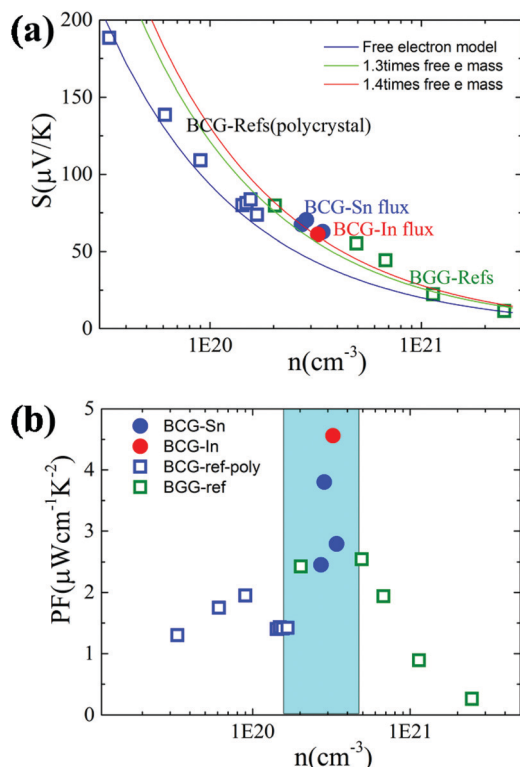 (a)
200
150
100
50
0
S(μV/K)
Free electron model
1.3times free e mass
1.4times free e mass
BCG-Refs(polycrystal)
BCG-Sn flux
BCG-In flux
BGG-Refs
1E20
1E21
n(cm⁻³)
(b)
5
4
3
2
1
0
PF(μWcm⁻¹K⁻²)
BCG-Sn
BCG-In
BCG-ref-poly
BGG-ref
1E20
1E21
n(cm⁻³)